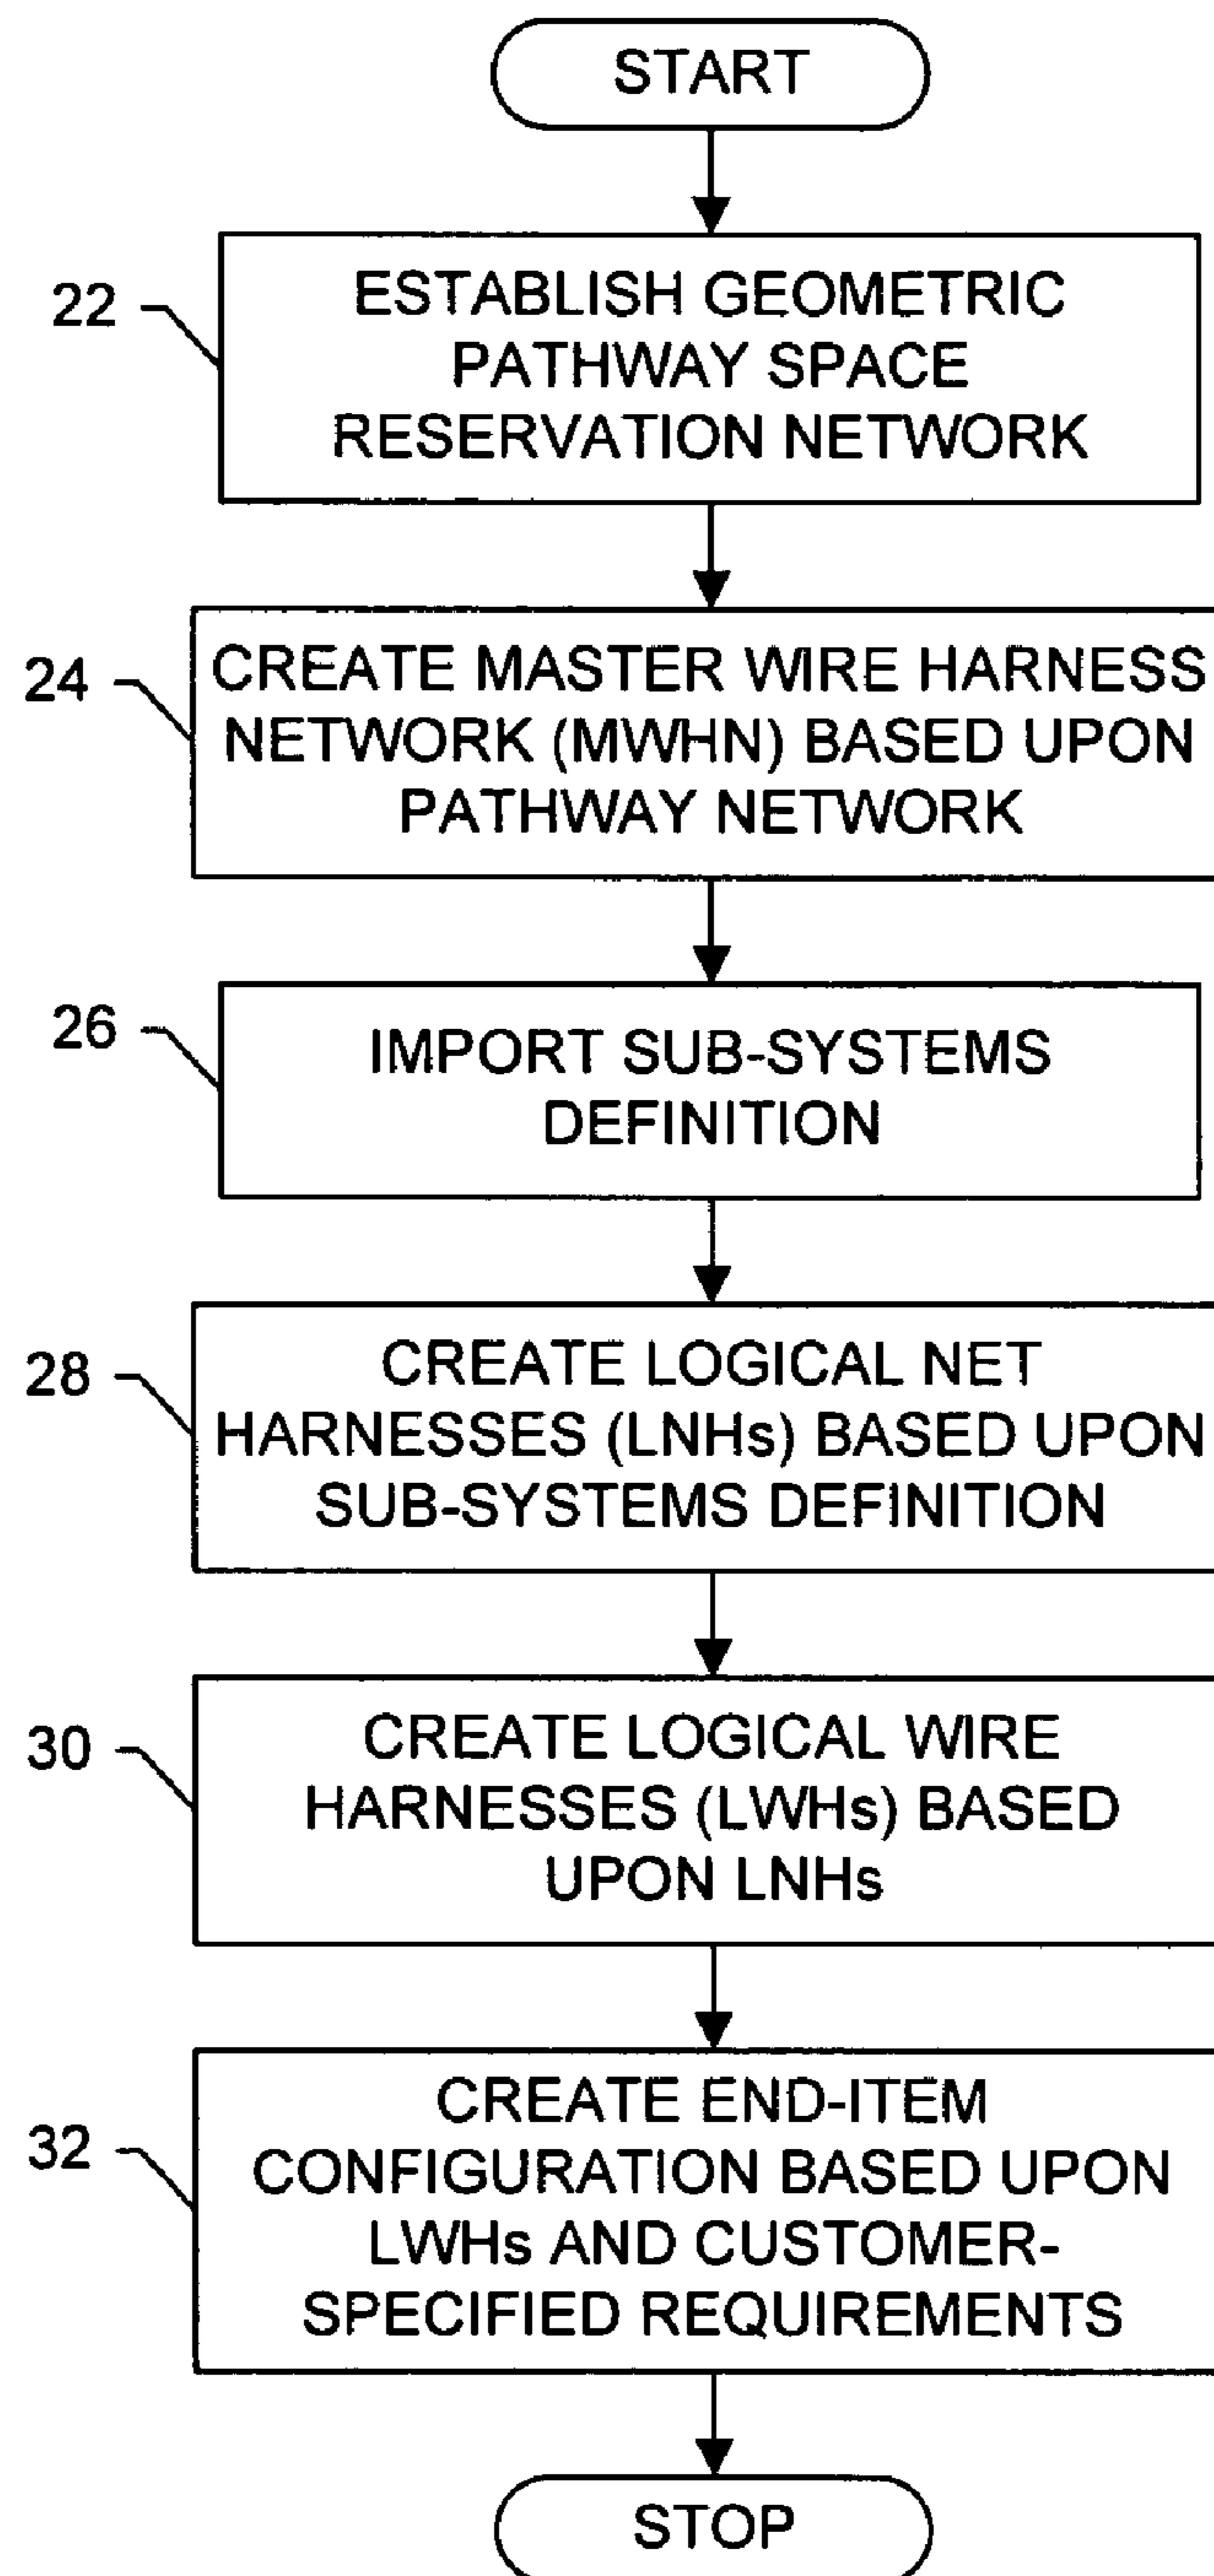 START
22
ESTABLISH GEOMETRIC
PATHWAY SPACE
RESERVATION NETWORK
24
CREATE MASTER WIRE HARNESS
NETWORK (MWHN) BASED UPON
PATHWAY NETWORK
26
IMPORT SUB-SYSTEMS
DEFINITION
28
CREATE LOGICAL NET
HARNESSES (LNHs) BASED UPON
SUB-SYSTEMS DEFINITION
30
CREATE LOGICAL WIRE
HARNESSES (LWHs) BASED
UPON LNHs
32
CREATE END-ITEM
CONFIGURATION BASED UPON
LWHs AND CUSTOMER-
SPECIFIED REQUIREMENTS
STOP